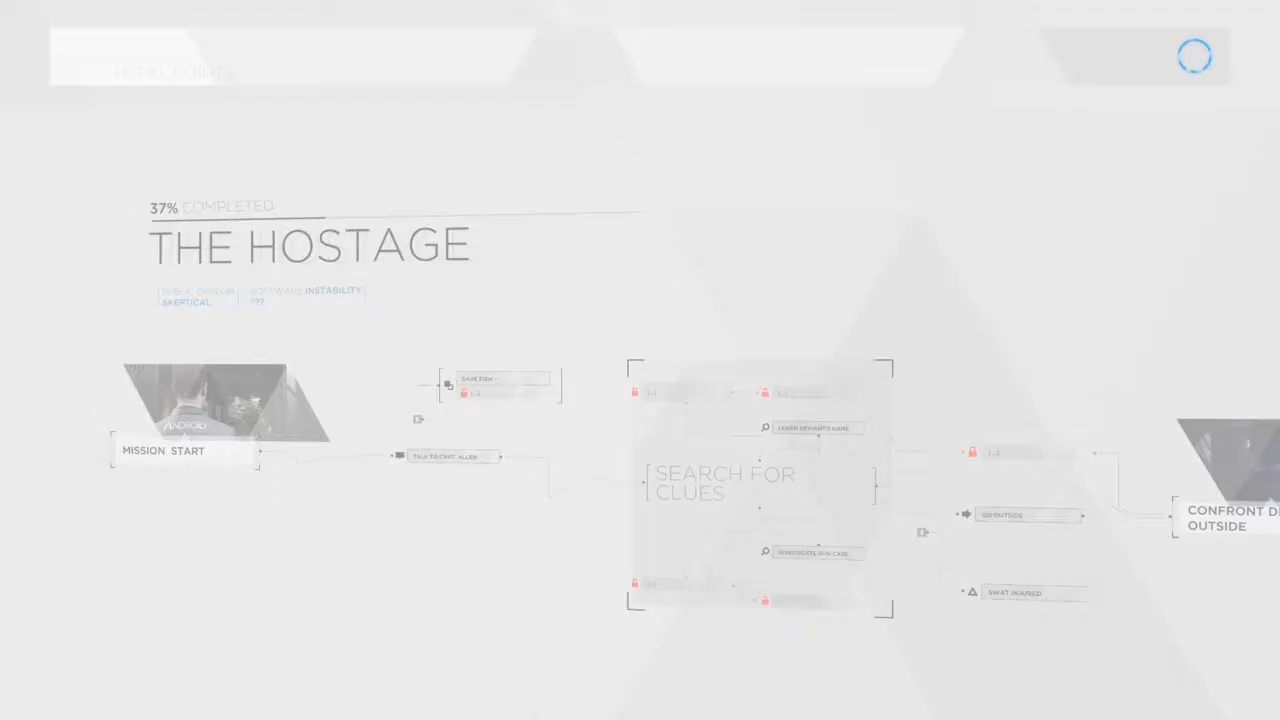 37% COMPLETED
THE HOSTAGE
PUBLIC OPINION
SKEPTICAL
SOFTWARE INSTABILITY
???
SAVE FISH
ANDROID
MISSION START
TALK TO CAPT. ALLEN
LEARN DEVIANT'S NAME
SEARCH FOR
CLUES
INVESTIGATE GUN CASE
GO OUTSIDE
SWAT INJURED
CONFRONT D
OUTSIDE